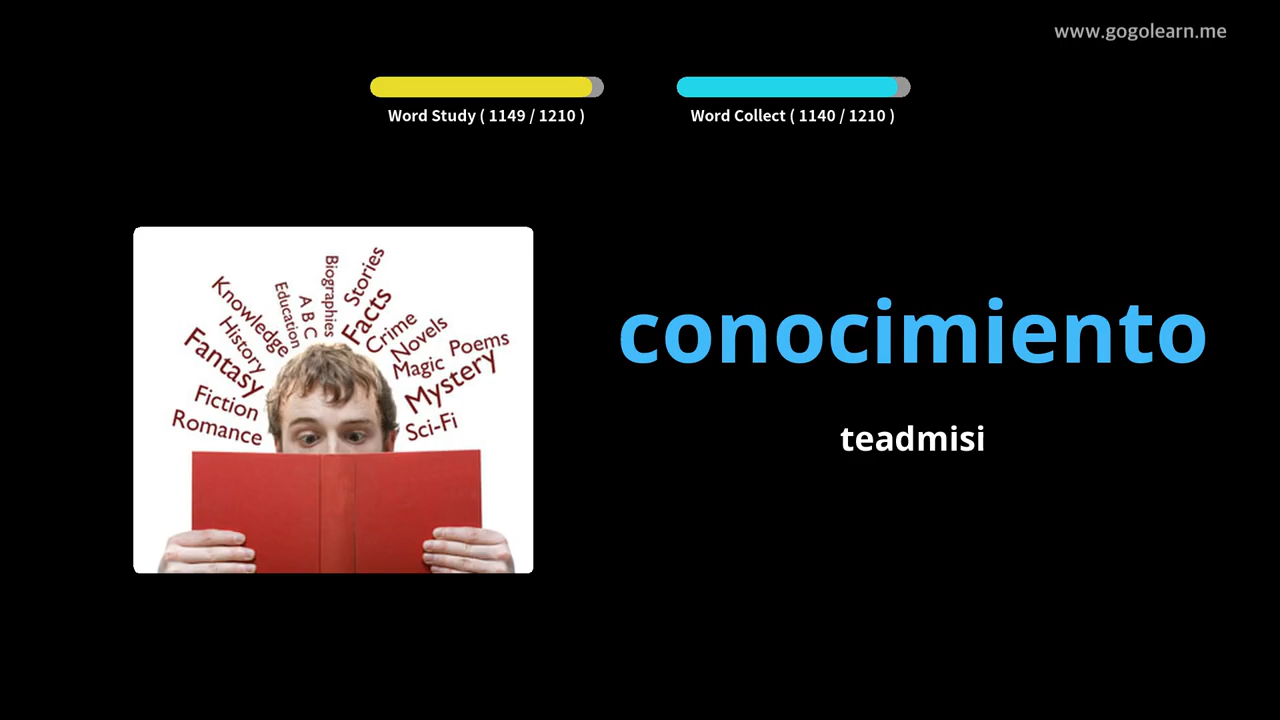 www.gogolearn.me
Word Study ( 1149 / 1210 )
Word Collect ( 1140 / 1210 )
Biographies
Stories
Education
A B C
Facts
Knowledge
Crime
History
Novels
Fantasy
Magic
Poems
Mystery
Fiction
Romance
Sci-Fi
conocimiento
teadmisi